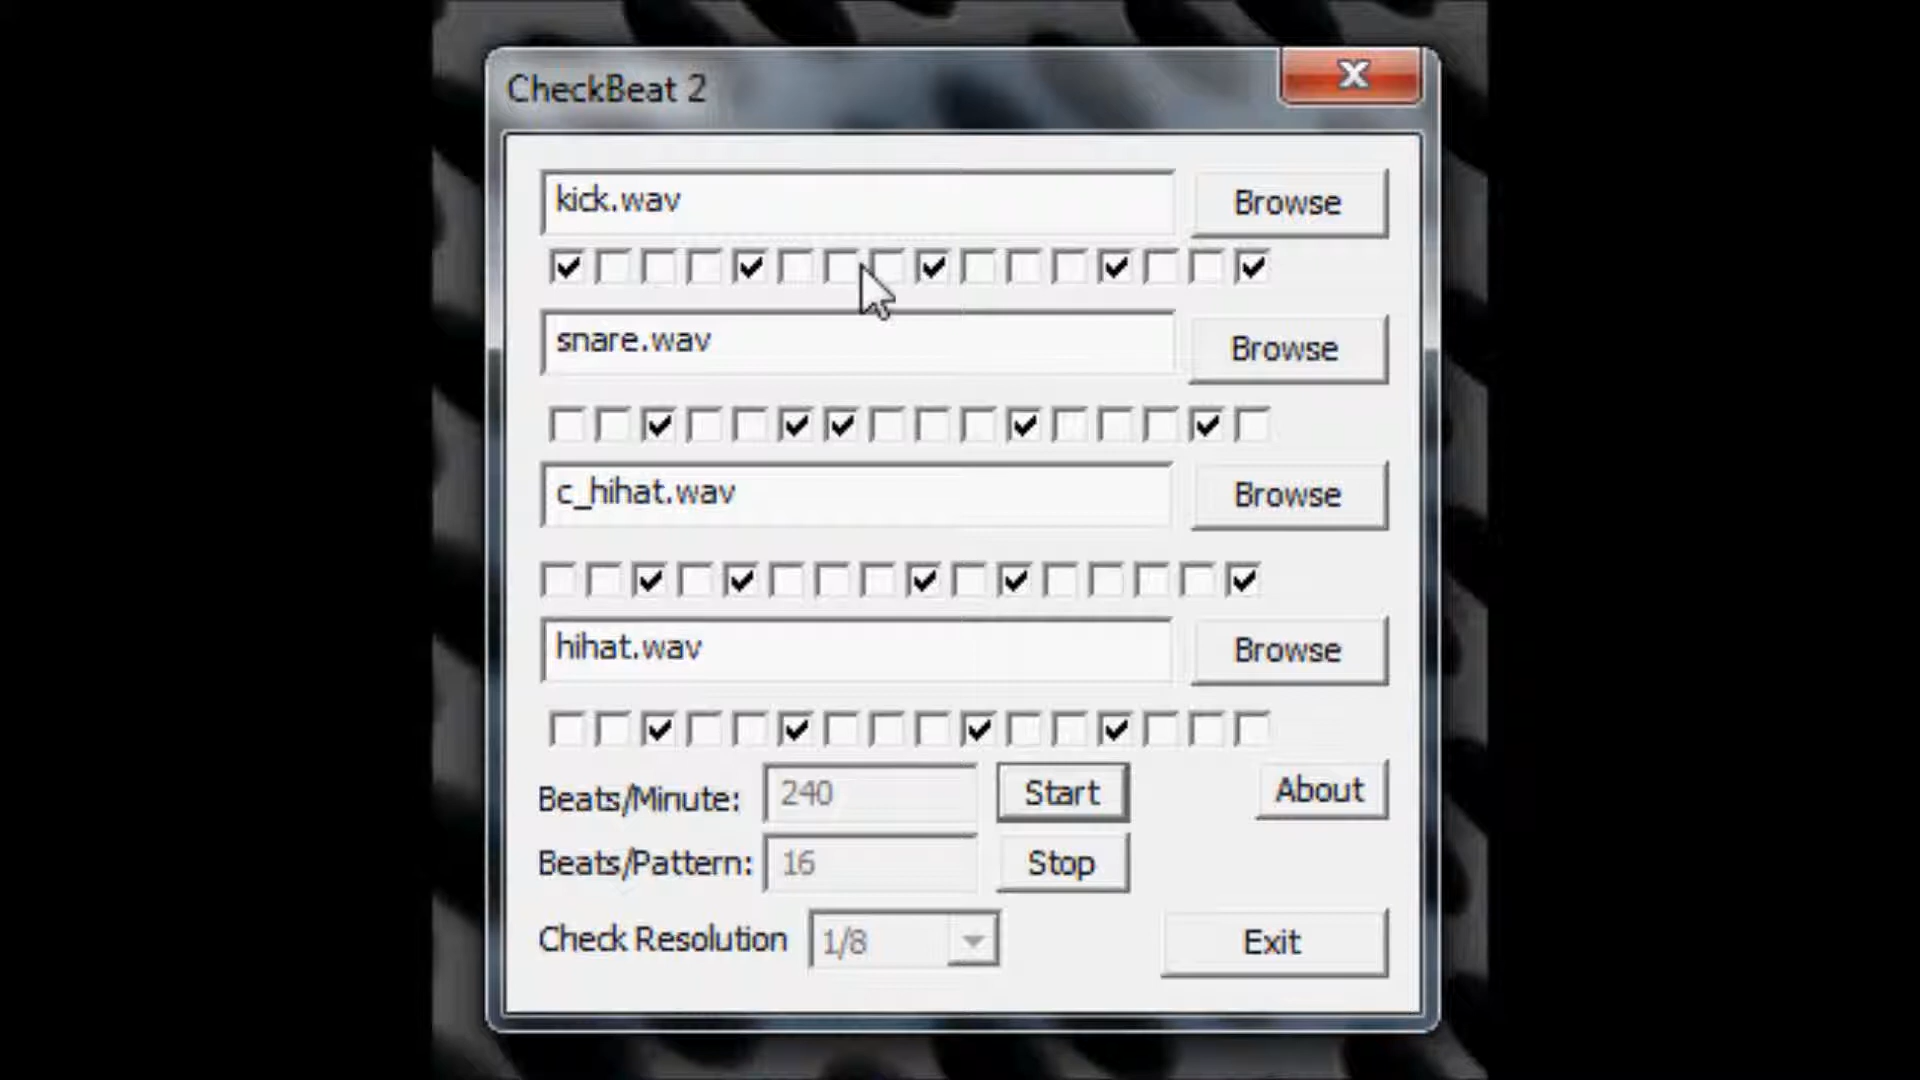 CheckBeat 2
kick.wav Browse
snare.wav Browse
c_hihat.wav Browse
hihat.wav Browse
Beats/Minute: 240 Start About
Beats/Pattern: 16 Stop
Check Resolution 1/8 Exit